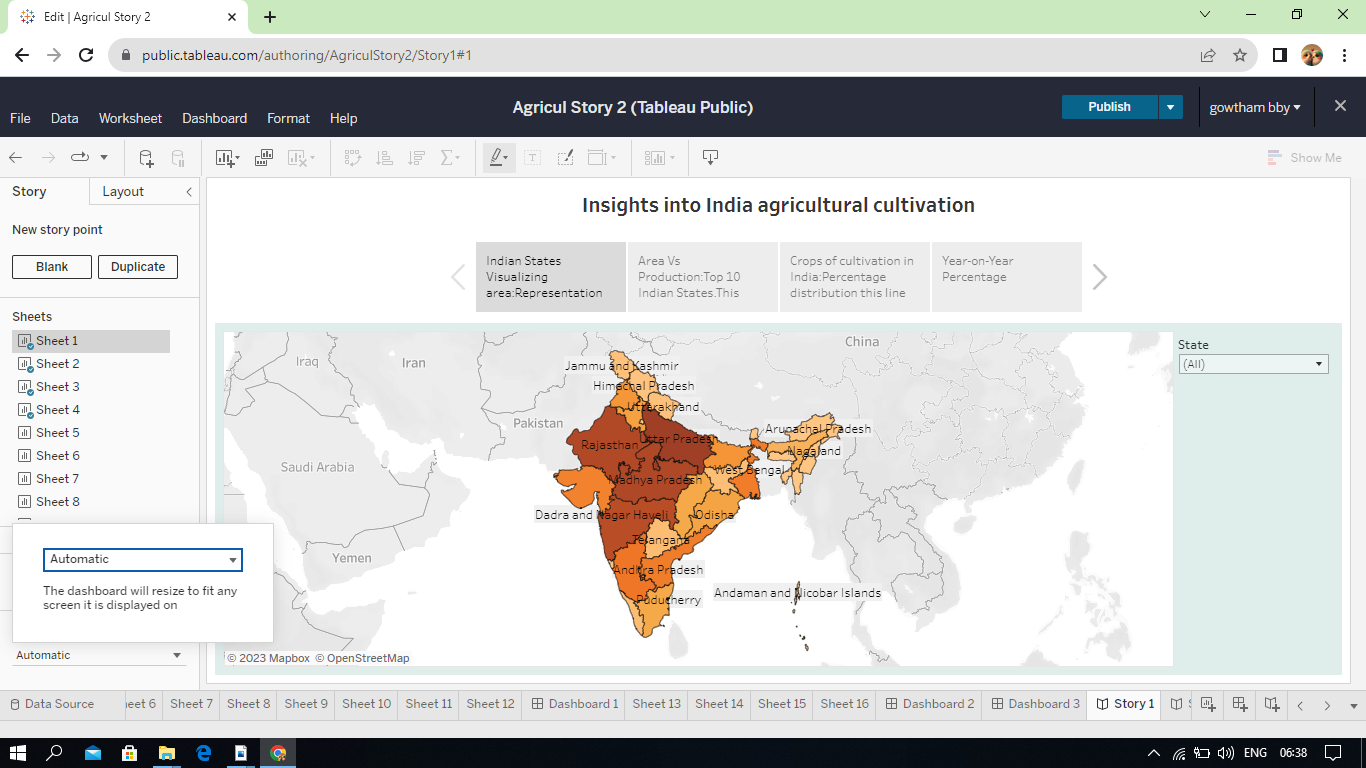 Edit | Agricul Story 2
public.tableau.com/authoring/AgriculStory2/Story1#1
Agricul Story 2 (Tableau Public)
Publish
gowtham bby
File Data Worksheet Dashboard Format Help
Show Me
Story Layout
New story point
Blank Duplicate
Sheets
Sheet 1
Sheet 2
Sheet 3
Sheet 4
Sheet 5
Sheet 6
Sheet 7
Sheet 8
Automatic
The dashboard will resize to fit any
screen it is displayed on
Automatic
Insights into India agricultural cultivation
Indian States
Visualizing
area:Representation
Area Vs
Production:Top 10
Indian States.This
Crops of cultivation in
India:Percentage
distribution this line
Year-on-Year
Percentage
Iraq
Iran
China
Jammu and Kashmir
Himachal Pradesh
Uttarakhand
Pakistan
Arunachal Pradesh
Rajasthan
Uttar Pradesh
Nagaland
Saudi Arabia
West Bengal
Madhya Pradesh
Dadra and Nagar Haveli
Odisha
Telangana
Yemen
Andhra Pradesh
Puducherry
Andaman and Nicobar Islands
© 2023 Mapbox © OpenStreetMap
State
(All)
Data Source
eet 6 Sheet 7 Sheet 8 Sheet 9 Sheet 10 Sheet 11 Sheet 12 Dashboard 1 Sheet 13 Sheet 14 Sheet 15 Sheet 16 Dashboard 2 Dashboard 3 Story 1
ENG 06:38